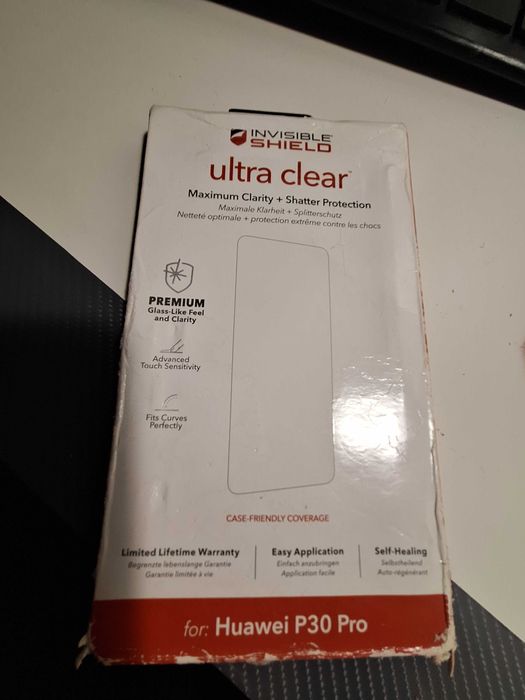 INVISIBLE
SHIELD
ultra clear™
Maximum Clarity + Shatter Protection
Maximale Klarheit + Splitterschutz
Netteté optimale + protection extrême contre les chocs
PREMIUM
Glass-Like Feel
and Clarity
Advanced
Touch Sensitivity
Fits Curves
Perfectly
CASE-FRIENDLY COVERAGE
Limited Lifetime Warranty
Begrenzte lebenslange Garantie
Garantie limitée à vie
Easy Application
Einfach anzubringen
Application facile
Self-Healing
Selbstheilend
Auto-régénérant
for: Huawei P30 Pro